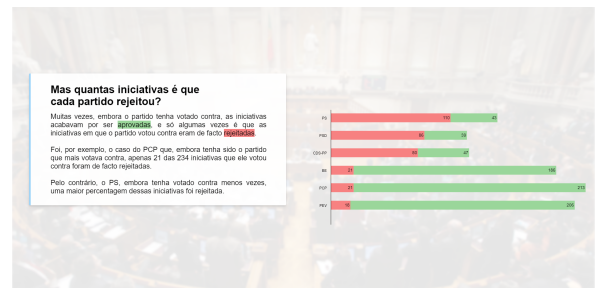 Mas quantas iniciativas é que
cada partido rejeitou?
Muitas vezes, embora o partido tenha votado contra, as iniciativas
acabavam por ser aprovadas, e só algumas vezes é que as
iniciativas em que o partido votou contra eram de facto rejeitadas.
Foi, por exemplo, o caso do PCP que, embora tenha sido o partido
que mais votava contra, apenas 21 das 234 iniciativas que ele votou
contra foram de facto rejeitadas.
Pelo contrário, o PS, embora tenha votado contra menos vezes,
uma maior percentagem dessas iniciativas foi rejeitada.
PS 110
PSD
CDS-PP 47
BE 21
PCP 21 213
PEV